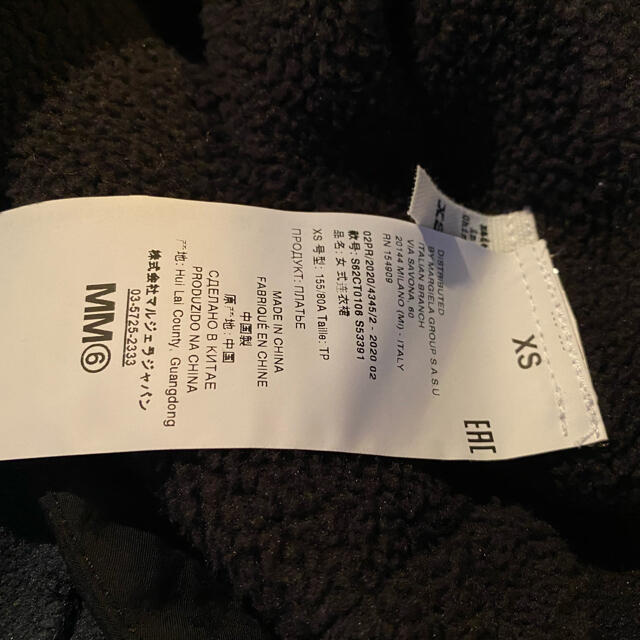 XS
DISTRIBUTED
BY MARGIELA GROUP S.A.S.U
ITALIAN BRANCH
VIA SAVONA, 60
20144 MILANO (MI) - ITALY
RN 154909
02PR/2020/4345/2 - 2020 02
款号: S62CT0108 S53391
品名: 女式连衣裙
XS 号型: 155/80A Taille: TP
ПРОДУКТ: ПЛАТЬЕ
EAC
MADE IN CHINA
FABRIQUÉ EN CHINE
中国製
原产地: 中国
СДЕЛАНО В КИТАЕ
PRODUZIDO NA CHINA
产地: Hui Lai County, Guangdong
株式会社マルジェラジャパン
03-5725-2333
MM⑥
XS